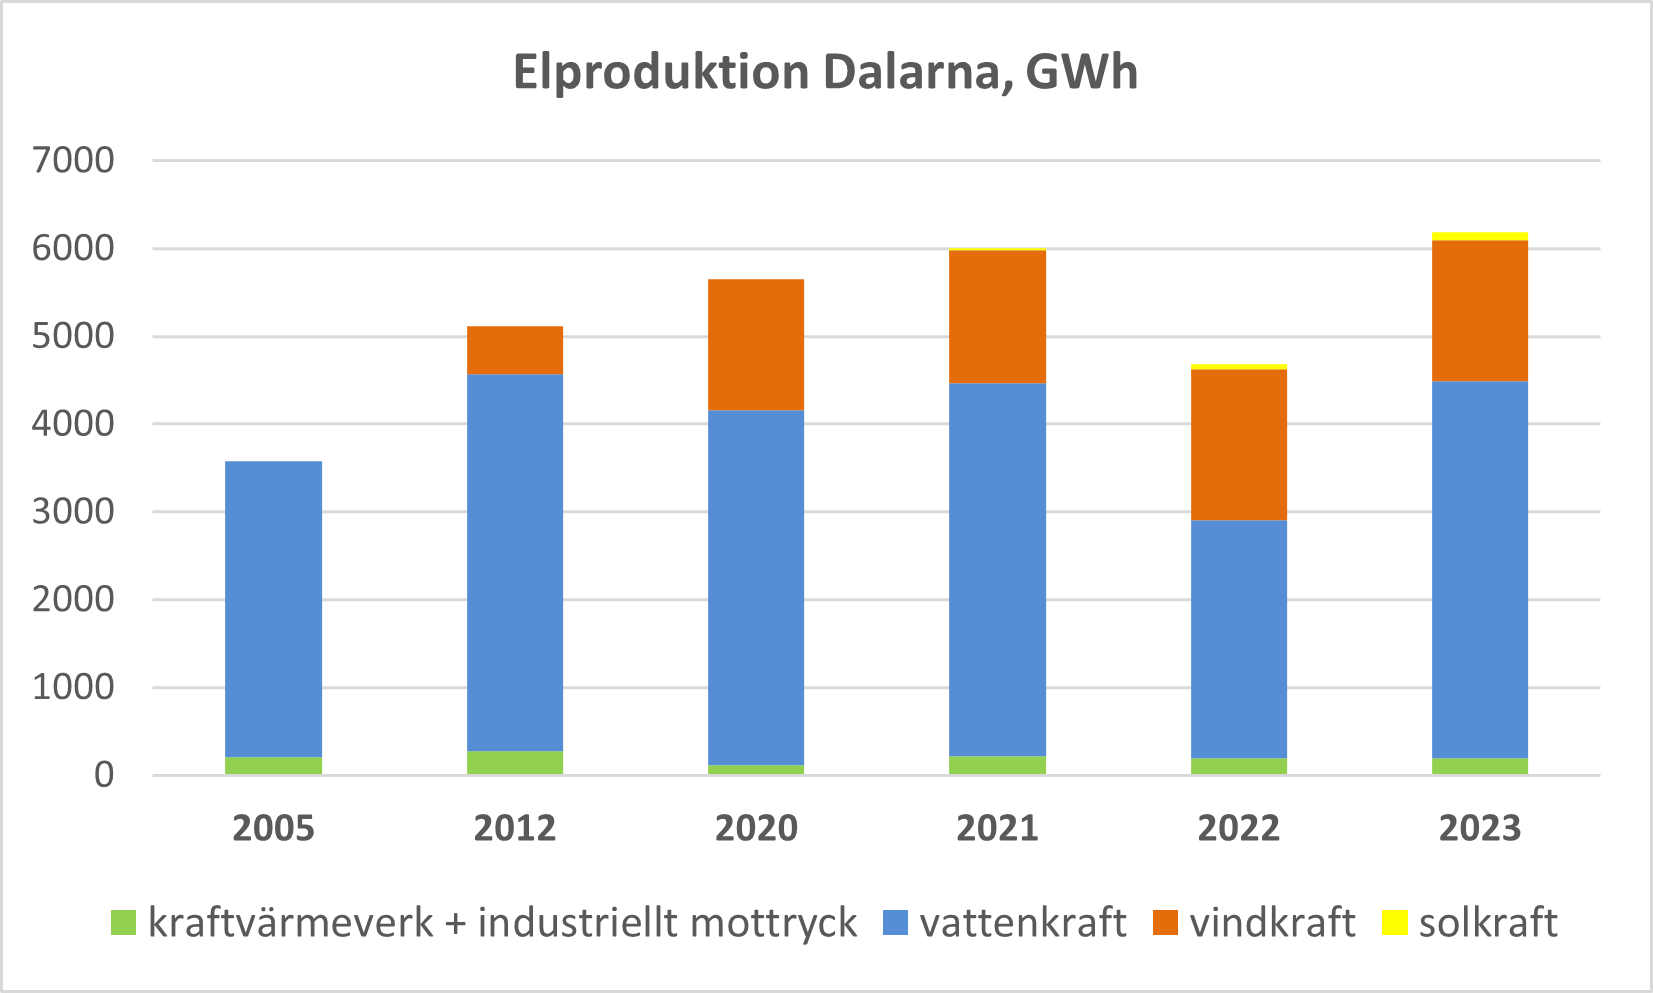 Elproduktion Dalarna, GWh
7000
6000
5000
4000
3000
2000
1000
0
2005 2012 2020 2021 2022 2023
kraftvärmeverk + industriellt mottryck vattenkraft vindkraft solkraft